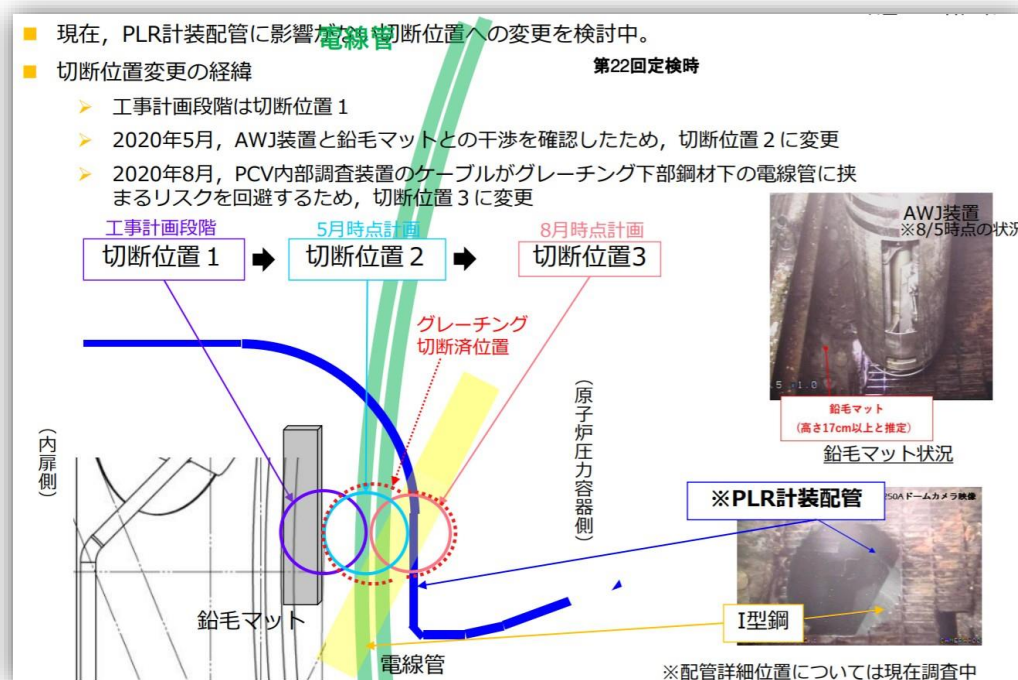 現在，PLR計装配管に影響がない切断位置への変更を検討中。
電線管
切断位置変更の経緯
第22回定検時
工事計画段階は切断位置１
2020年5月，AWJ装置と鉛毛マットとの干渉を確認したため，切断位置２に変更
2020年8月，PCV内部調査装置のケーブルがグレーチング下部鋼材下の電線管に挟
まるリスクを回避するため，切断位置３に変更
工事計画段階
切断位置１
5月時点計画
切断位置２
8月時点計画
切断位置3
AWJ装置
※8/5時点の状況
グレーチング
切断済位置
（内扉側）
（原子炉圧力容器側）
鉛毛マット
(高さ17cm以上と推定)
鉛毛マット状況
※PLR計装配管
250Aドームカメラ映像
鉛毛マット
I型鋼
電線管
※配管詳細位置については現在調査中